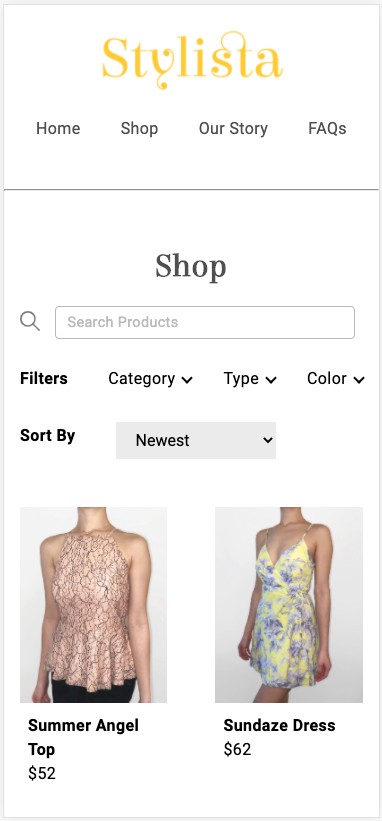 Stylista
Home Shop Our Story FAQs
Shop
Search Products
Filters Category Type Color
Sort By Newest
Summer Angel
Top
$52
Sundaze Dress
$62